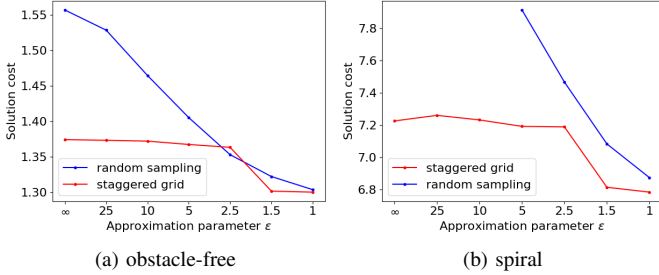 1.55
1.50
1.45
1.40
1.35
1.30
Solution cost
random sampling
staggered grid
∞ 25 10 5 2.5 1.5 1
Approximation parameter ε
(a) obstacle-free
7.8
7.6
7.4
7.2
7.0
6.8
Solution cost
staggered grid
random sampling
∞ 25 10 5 2.5 1.5 1
Approximation parameter ε
(b) spiral